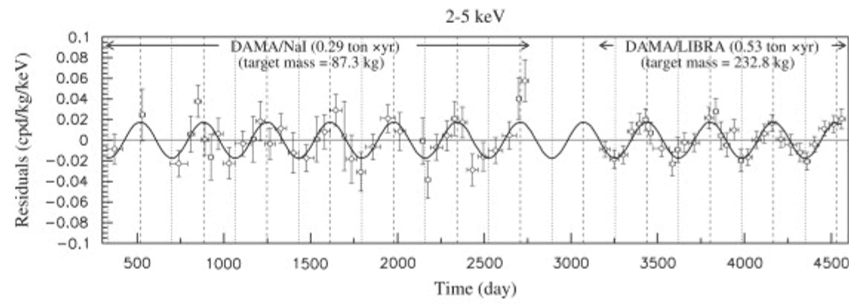 2-5 keV
DAMA/NaI (0.29 ton ×yr)
(target mass = 87.3 kg)
DAMA/LIBRA (0.53 ton ×yr)
(target mass = 232.8 kg)
Residuals (cpd/kg/keV)
0.1
0.08
0.06
0.04
0.02
0
−0.02
−0.04
−0.06
−0.08
−0.1
500 1000 1500 2000 2500 3000 3500 4000 4500
Time (day)